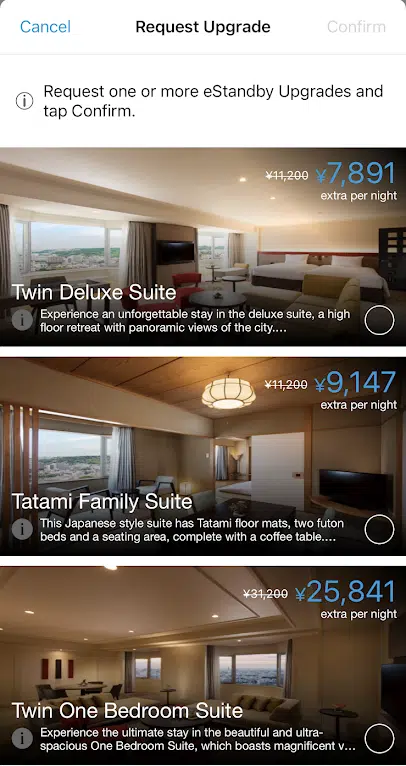 Cancel
Request Upgrade
Confirm
Request one or more eStandby Upgrades and
tap Confirm.
¥11,200 ¥7,891
extra per night
Twin Deluxe Suite
Experience an unforgettable stay in the deluxe suite, a high
floor retreat with panoramic views of the city....
¥11,200 ¥9,147
extra per night
Tatami Family Suite
This Japanese style suite has Tatami floor mats, two futon
beds and a seating area, complete with a coffee table....
¥31,200 ¥25,841
extra per night
Twin One Bedroom Suite
Experience the ultimate stay in the beautiful and ultra-
spacious One Bedroom Suite, which boasts magnificent v...